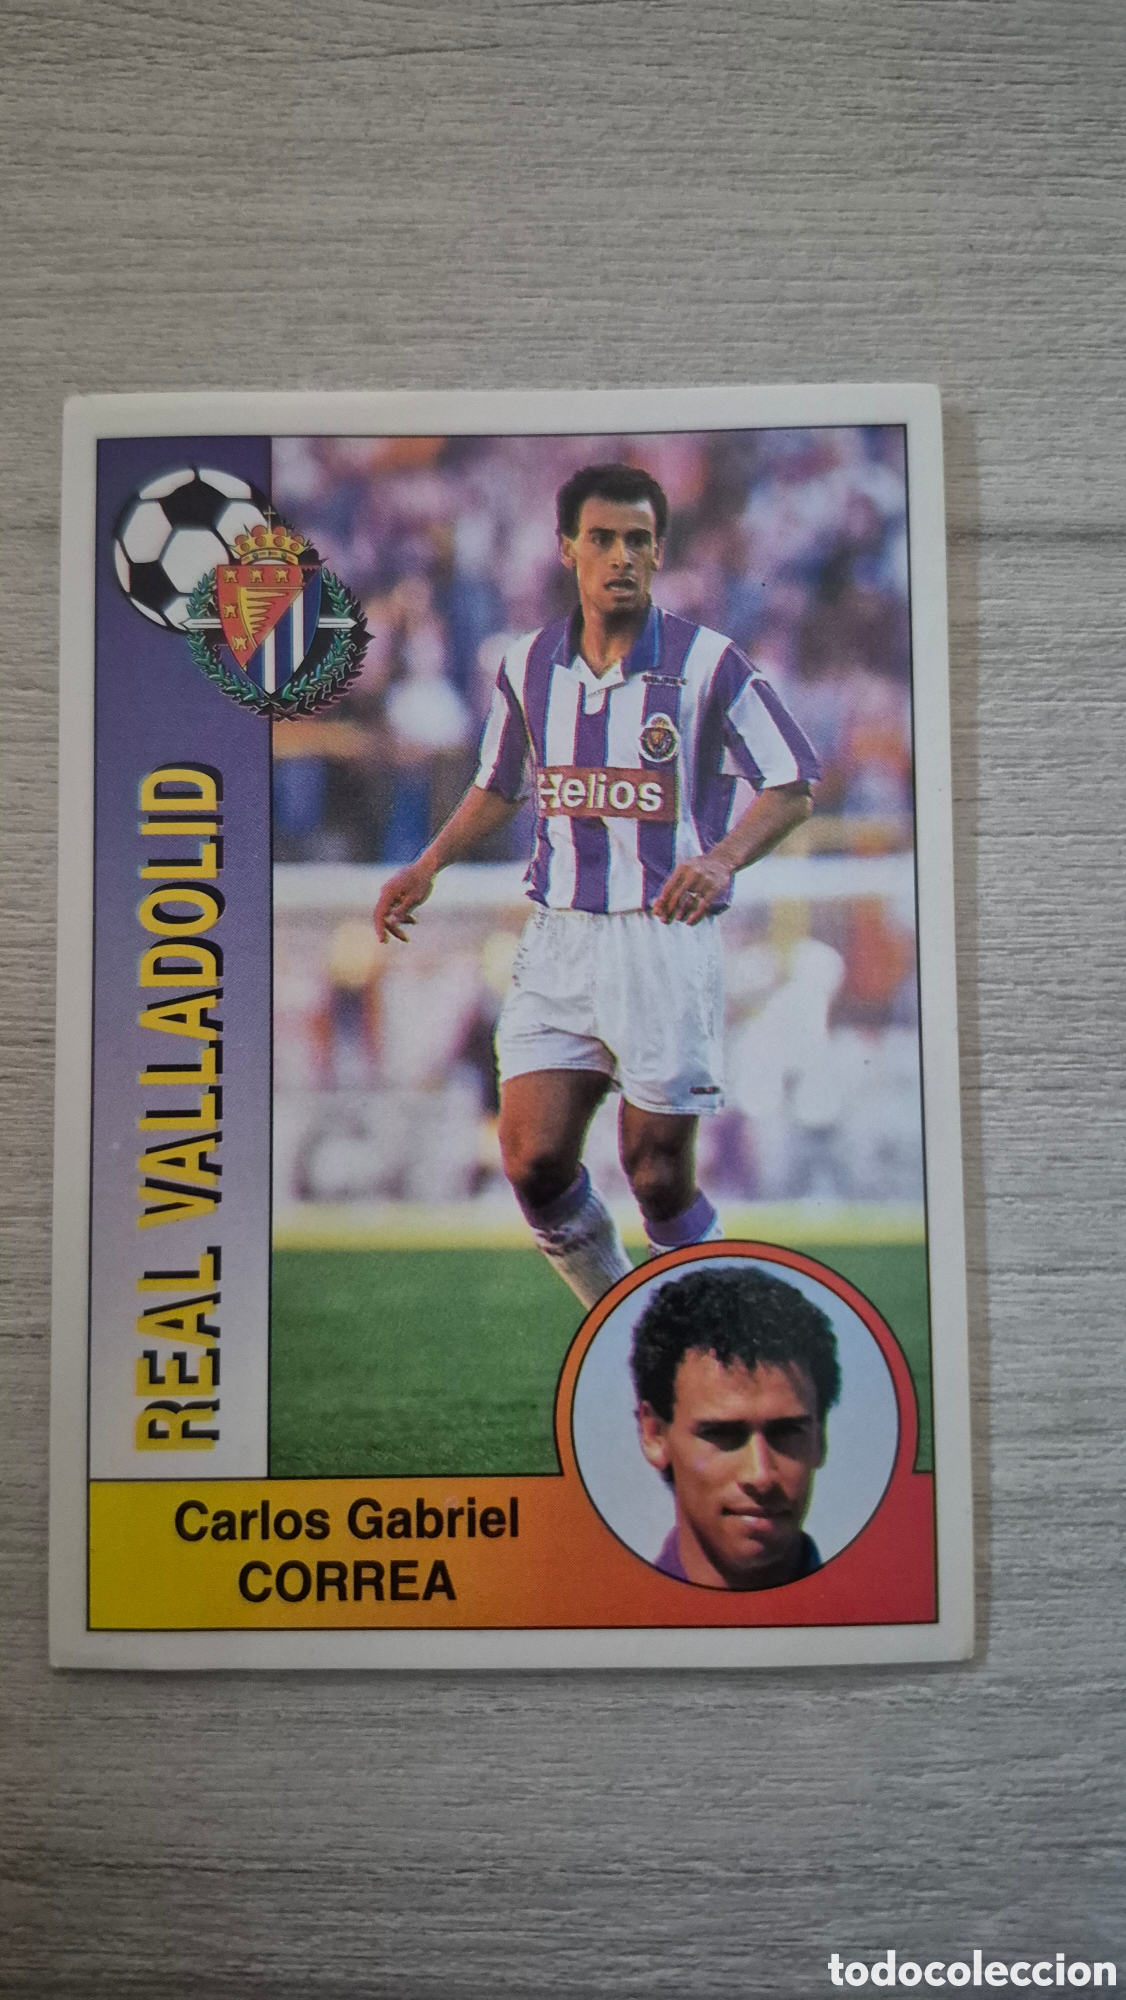 REAL VALLADOLID
Helios
Carlos Gabriel
CORREA
todocoleccion